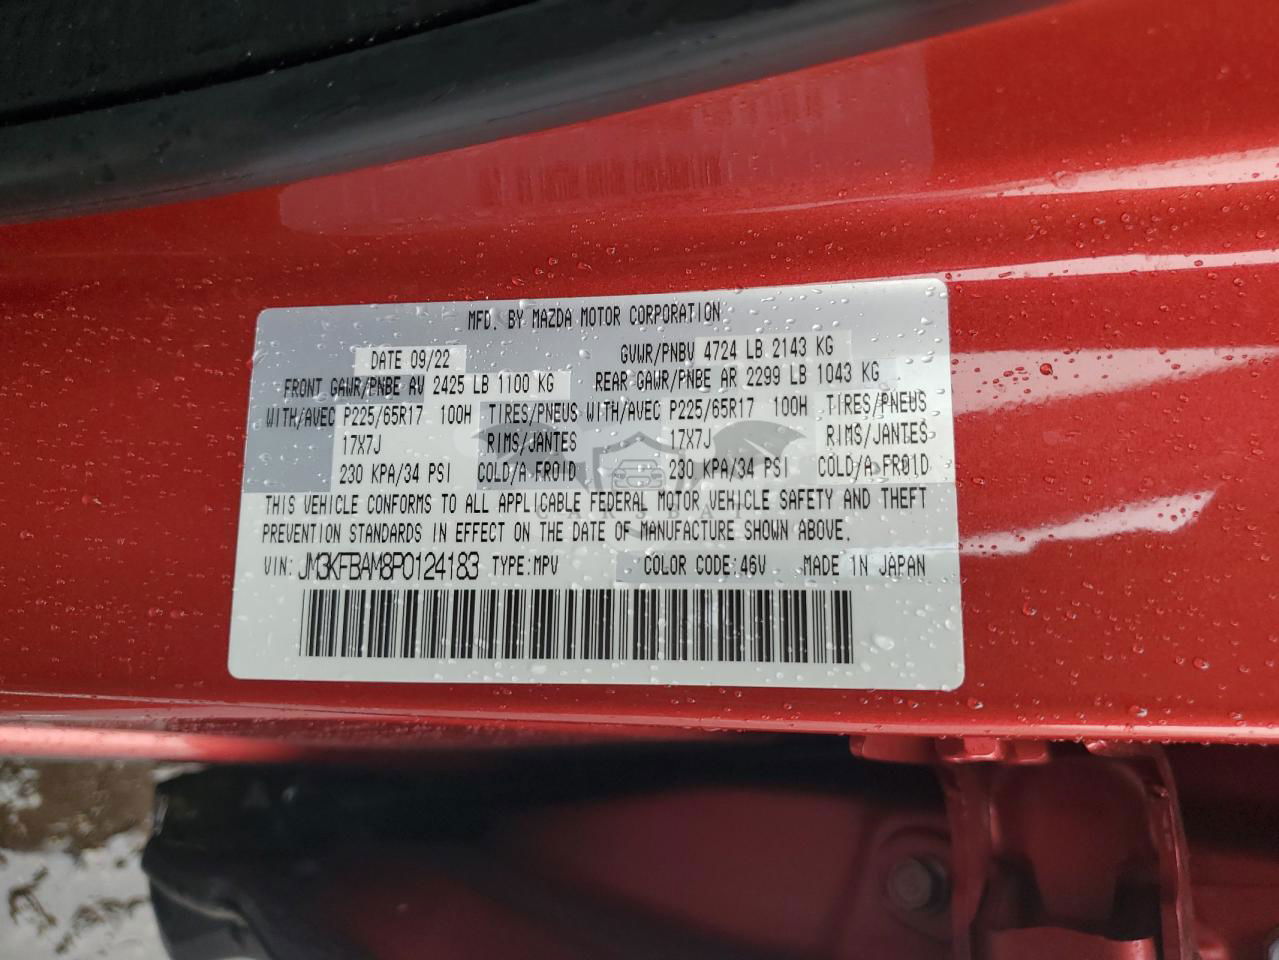 MFD. BY MAZDA MOTOR CORPORATION
DATE 09/22 GVWR/PNBV 4724 LB 2143 KG
FRONT GAWR/PNBE AV 2425 LB 1100 KG REAR GAWR/PNBE AR 2299 LB 1043 KG
WITH/AVEC P225/65R17 100H TIRES/PNEUS WITH/AVEC P225/65R17 100H TIRES/PNEUS
17X7J RIMS/JANTES 17X7J RIMS/JANTES
230 KPA/34 PSI COLD/A FROID 230 KPA/34 PSI COLD/A FROID
THIS VEHICLE CONFORMS TO ALL APPLICABLE FEDERAL MOTOR VEHICLE SAFETY AND THEFT
CARSBAT
PREVENTION STANDARDS IN EFFECT ON THE DATE OF MANUFACTURE SHOWN ABOVE.
VIN: JM3KFBAM8P0124183 TYPE:MPV COLOR CODE:46V MADE IN JAPAN